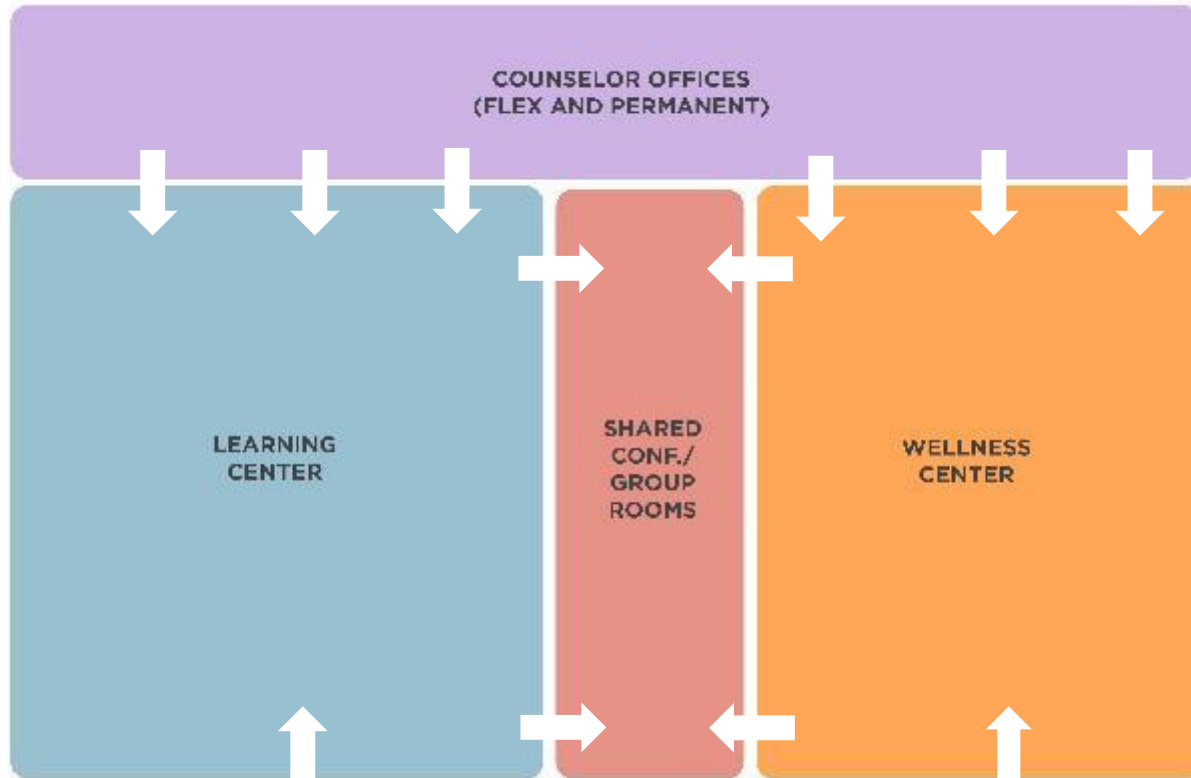 COUNSELOR OFFICES
(FLEX AND PERMANENT)
LEARNING
CENTER
SHARED
CONF./
GROUP
ROOMS
WELLNESS
CENTER